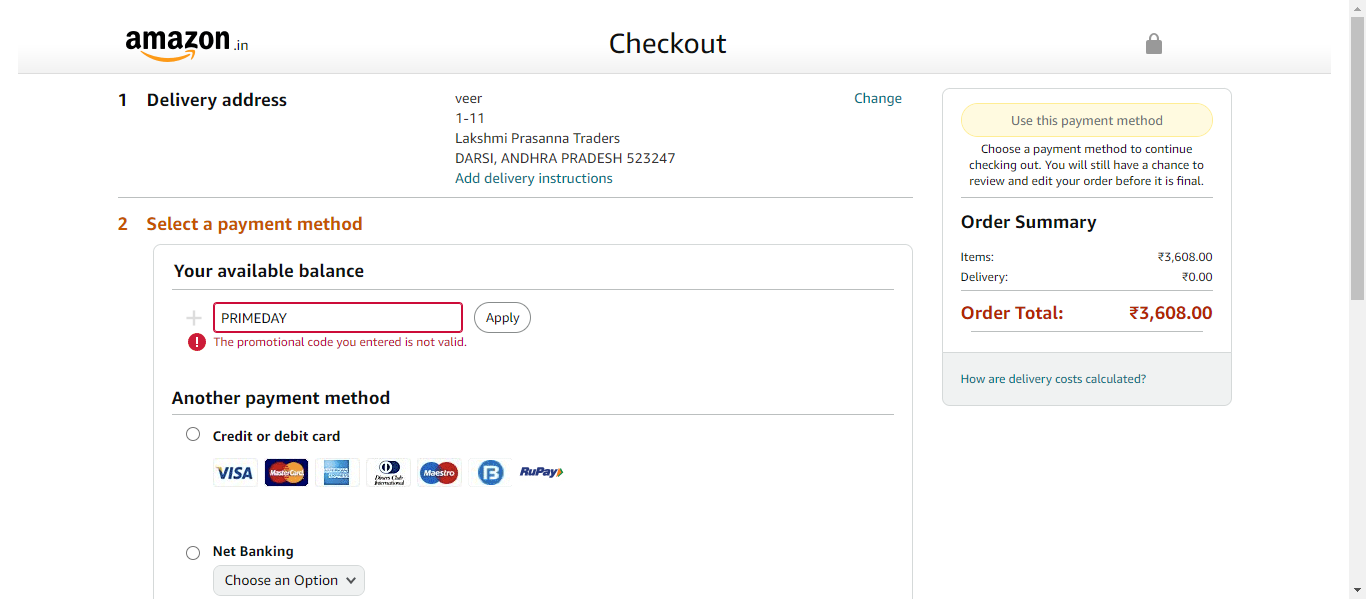 amazon.in
Checkout
1 Delivery address
veer
1-11
Lakshmi Prasanna Traders
DARSI, ANDHRA PRADESH 523247
Add delivery instructions
Change
2 Select a payment method
Your available balance
PRIMEDAY
Apply
The promotional code you entered is not valid.
Another payment method
Credit or debit card
VISA MasterCard AMERICAN EXPRESS Diners Club International Maestro B RuPay
Net Banking
Choose an Option
Use this payment method
Choose a payment method to continue
checking out. You will still have a chance to
review and edit your order before it is final.
Order Summary
Items: ₹3,608.00
Delivery: ₹0.00
Order Total: ₹3,608.00
How are delivery costs calculated?